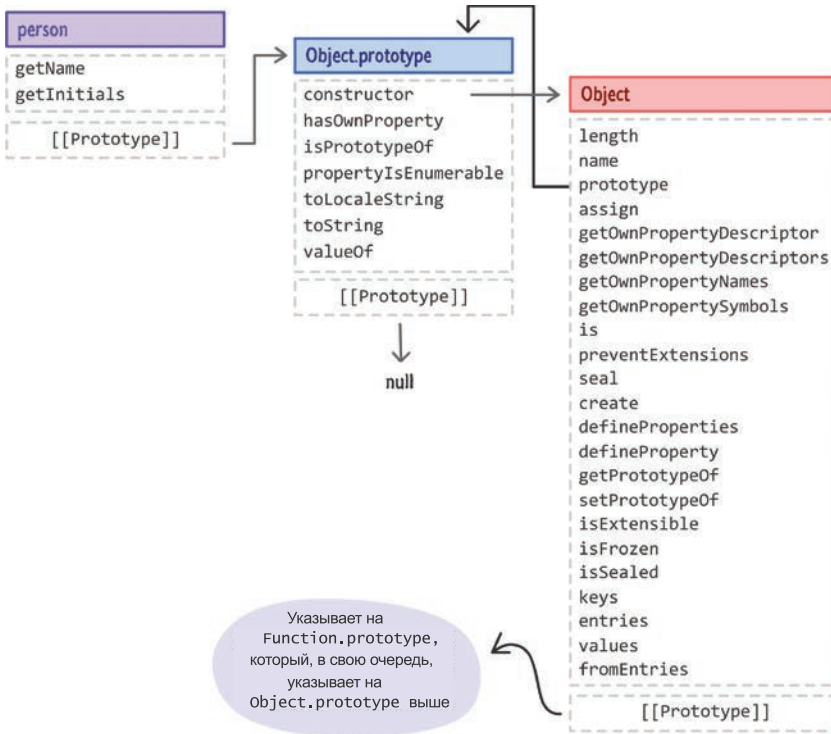 person
getName
getInitials
[[Prototype]]
Object.prototype
constructor
hasOwnProperty
isPrototypeOf
propertyIsEnumerable
toLocaleString
toString
valueOf
[[Prototype]]
null
Object
length
name
prototype
assign
getOwnPropertyDescriptor
getOwnPropertyDescriptors
getOwnPropertyNames
getOwnPropertySymbols
is
preventExtensions
seal
create
defineProperties
defineProperty
getPrototypeOf
setPrototypeOf
isExtensible
isFrozen
isSealed
keys
entries
values
fromEntries
[[Prototype]]
Указывает на
Function.prototype,
который, в свою очередь,
указывает на
Object.prototype выше